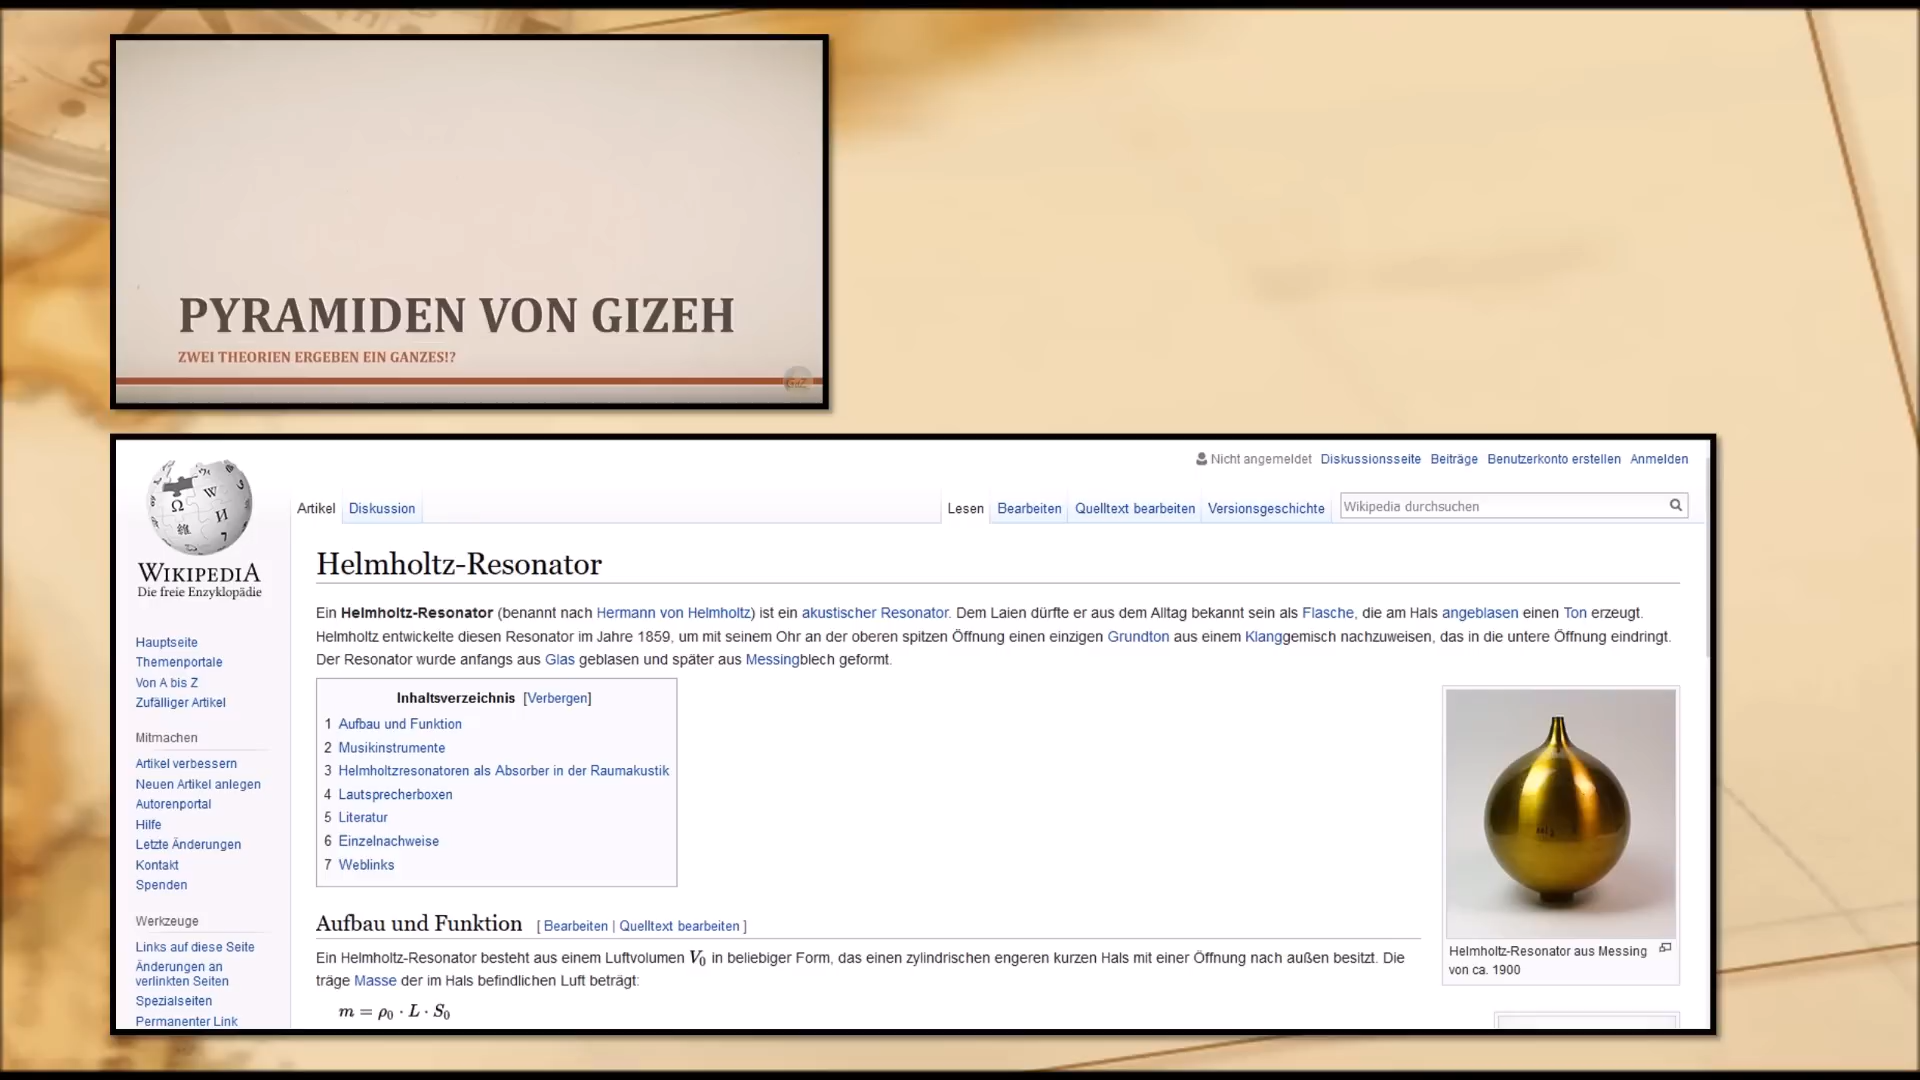 PYRAMIDEN VON GIZEH
ZWEI THEORIEN ERGEBEN EIN GANZES!?
Nicht angemeldet Diskussionsseite Beiträge Benutzerkonto erstellen Anmelden
Artikel Diskussion Lesen Bearbeiten Quelltext bearbeiten Versionsgeschichte Wikipedia durchsuchen
WIKIPEDIA
Die freie Enzyklopädie
Hauptseite
Themenportale
Von A bis Z
Zufälliger Artikel
Mitmachen
Artikel verbessern
Neuen Artikel anlegen
Autorenportal
Hilfe
Letzte Änderungen
Kontakt
Spenden
Werkzeuge
Links auf diese Seite
Änderungen an
verlinkten Seiten
Spezialseiten
Permanenter Link
Helmholtz-Resonator
Ein Helmholtz-Resonator (benannt nach Hermann von Helmholtz) ist ein akustischer Resonator. Dem Laien dürfte er aus dem Alltag bekannt sein als Flasche, die am Hals angeblasen einen Ton erzeugt.
Helmholtz entwickelte diesen Resonator im Jahre 1859, um mit seinem Ohr an der oberen spitzen Öffnung einen einzigen Grundton aus einem Klanggemisch nachzuweisen, das in die untere Öffnung eindringt.
Der Resonator wurde anfangs aus Glas geblasen und später aus Messingblech geformt.
Inhaltsverzeichnis [Verbergen]
1 Aufbau und Funktion
2 Musikinstrumente
3 Helmholtzresonatoren als Absorber in der Raumakustik
4 Lautsprecherboxen
5 Literatur
6 Einzelnachweise
7 Weblinks
Helmholtz-Resonator aus Messing
von ca. 1900
Aufbau und Funktion [ Bearbeiten | Quelltext bearbeiten ]
Ein Helmholtz-Resonator besteht aus einem Luftvolumen V₀ in beliebiger Form, das einen zylindrischen engeren kurzen Hals mit einer Öffnung nach außen besitzt. Die
träge Masse der im Hals befindlichen Luft beträgt:
m = ρ₀ · L · S₀